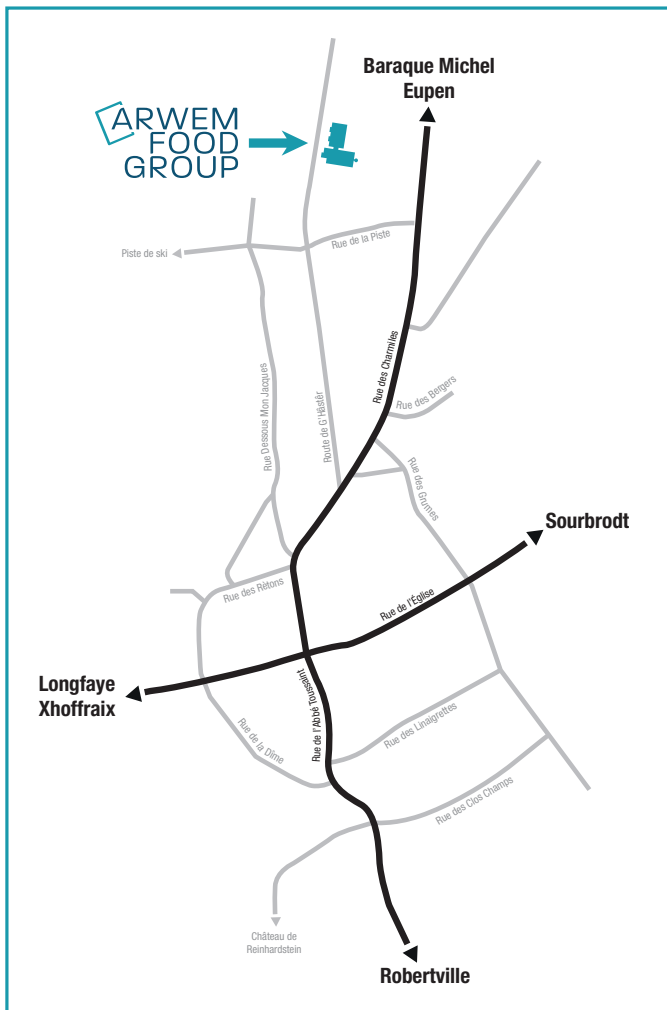 Baraque Michel
Eupen
ARWEM
FOOD
GROUP
Rue de la Piste
Piste de ski
Rue des Charmiles
Rue Dessous Mon Jacques
Route de G'Hâster
Rue des Bergers
Rue des Grumes
Sourbrodt
Rue des Rètons
Rue de l'Église
Longfaye
Xhoffraix
Rue de l'Abbé Toussaint
Rue de la Dîme
Rue des Linaigrettes
Rue des Clos Champs
Château de
Reinhardstein
Robertville